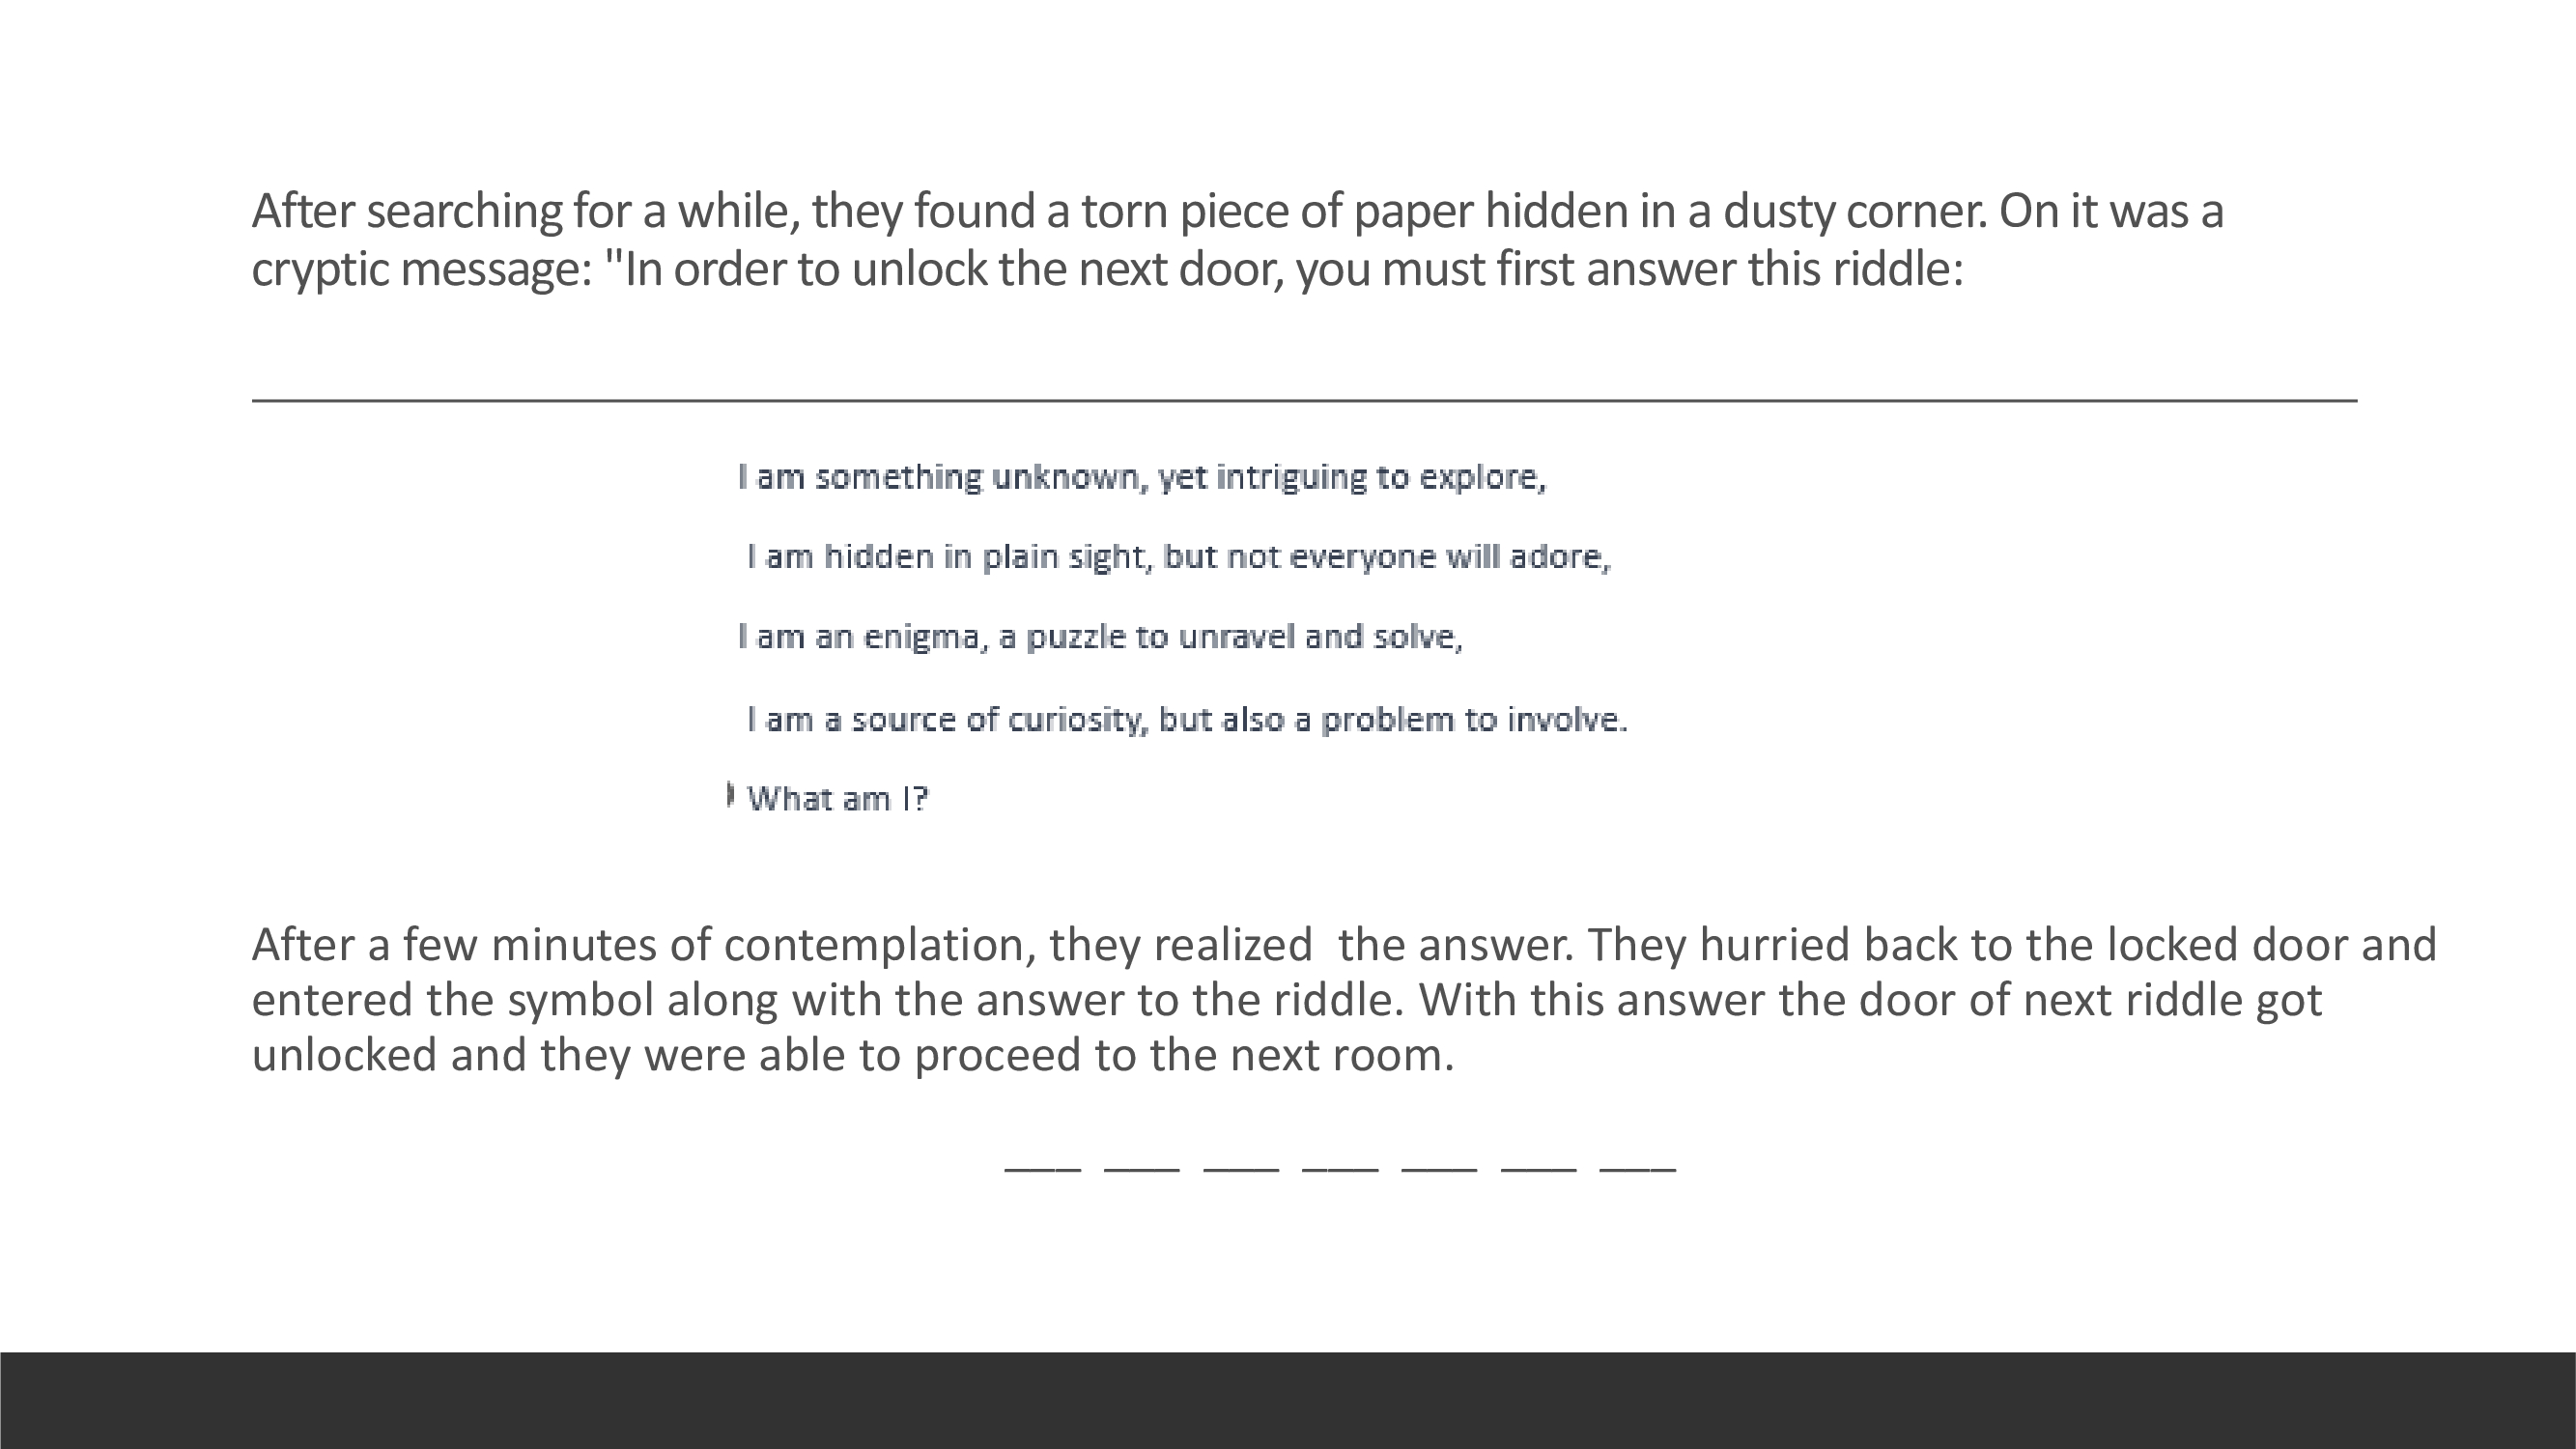 After searching for a while, they found a torn piece of paper hidden in a dusty corner. On it was a
cryptic message: "In order to unlock the next door, you must first answer this riddle:
I am something unknown, yet intriguing to explore,
I am hidden in plain sight, but not everyone will adore,
I am an enigma, a puzzle to unravel and solve,
I am a source of curiosity, but also a problem to involve.
What am I?
After a few minutes of contemplation, they realized  the answer. They hurried back to the locked door and
entered the symbol along with the answer to the riddle. With this answer the door of next riddle got
unlocked and they were able to proceed to the next room.
___ ___ ___ ___ ___ ___ ___